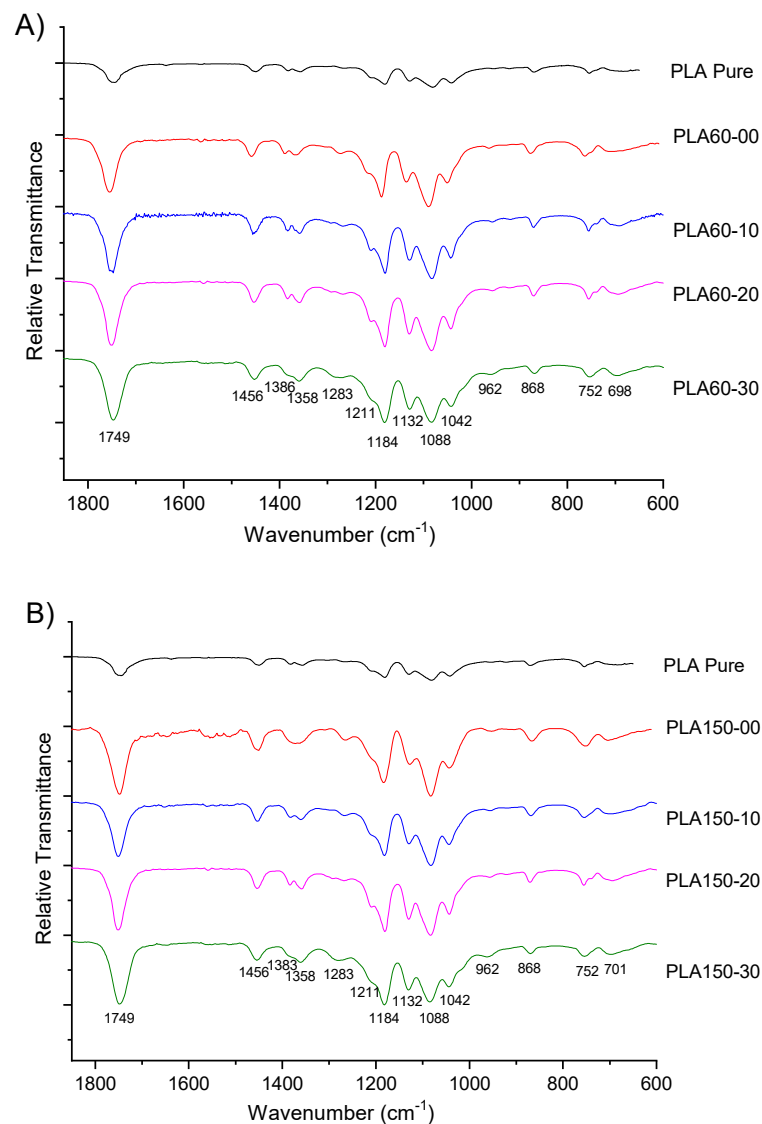 A)
PLA Pure
PLA60-00
PLA60-10
PLA60-20
PLA60-30
Relative Transmittance
1749
1456
1386
1358
1283
1211
1184
1132
1088
1042
962
868
752
698
1800 1600 1400 1200 1000 800 600
Wavenumber (cm⁻¹)
B)
PLA Pure
PLA150-00
PLA150-10
PLA150-20
PLA150-30
Relative Transmittance
1749
1456
1383
1358
1283
1211
1184
1132
1088
1042
962
868
752
701
1800 1600 1400 1200 1000 800 600
Wavenumber (cm⁻¹)